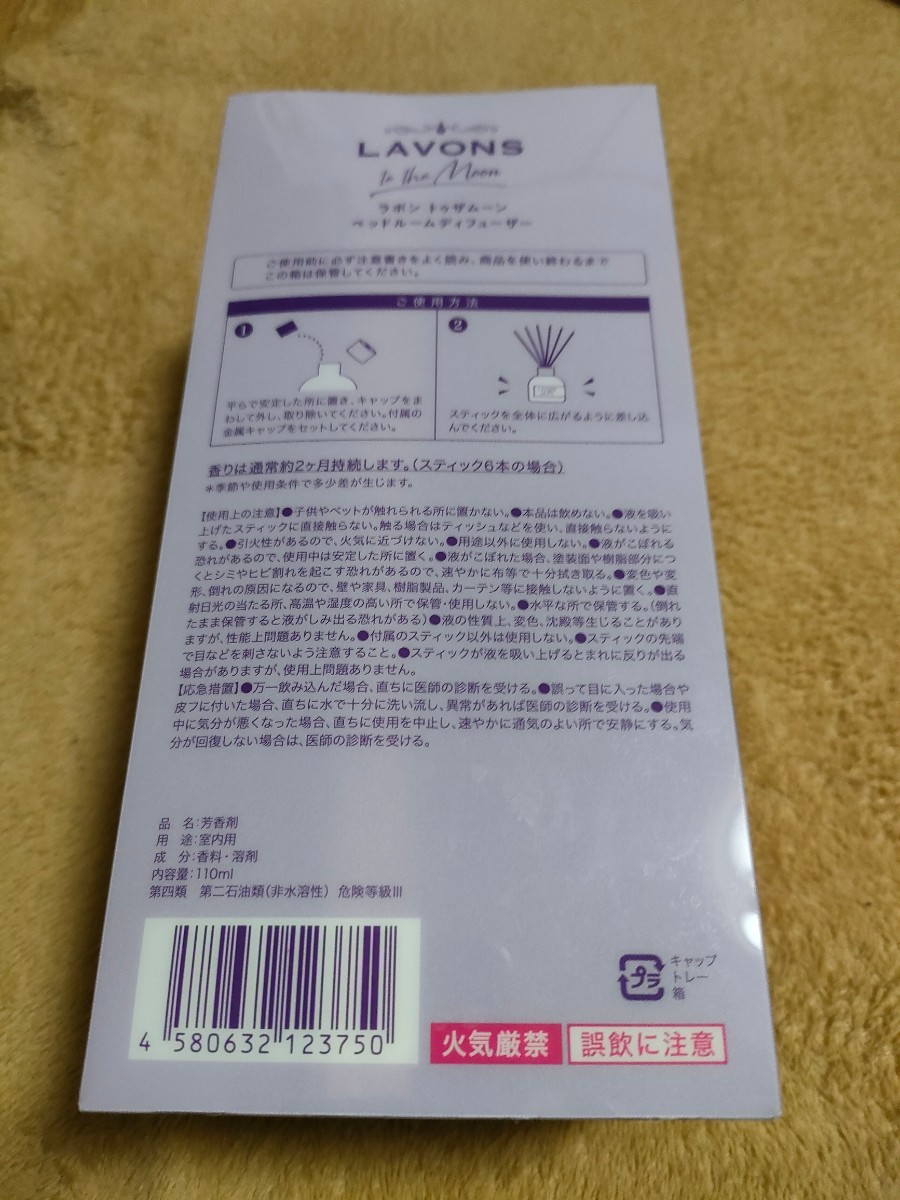 LAVONS
To the Moon
ラボン トゥザムーン
ベッドルームディフューザー
ご使用前に必ず注意書きをよく読み、商品を使い終わるまで
この箱は保管してください。
ご使用方法
1
2
平らで安定した所に置き、キャップをま
わして外し、取り除いてください。付属の
金属キャップをセットしてください。
スティックを全体に広がるように差し込
んでください。
香りは通常約2ヶ月持続します。(スティック6本の場合)
*季節や使用条件で多少差が生じます。
【使用上の注意】●子供やペットが触れられる所に置かない。●本品は飲めない。●液を吸い
上げたスティックに直接触らない。触る場合はティッシュなどを使い、直接触らないように
する。●引火性があるので、火気に近づけない。●用途以外に使用しない。●液がこぼれる
恐れがあるので、使用中は安定した所に置く。●液がこぼれた場合、塗装面や樹脂部分につ
くとシミやヒビ割れを起こす恐れがあるので、速やかに布等で十分拭き取る。●変色や変
形、倒れの原因になるので、壁や家具、樹脂製品、カーテン等に接触しないように置く。●直
射日光の当たる所、高温や湿度の高い所で保管・使用しない。●水平な所で保管する。(倒れ
たまま保管すると液がしみ出る恐れがある)●液の性質上、変色、沈殿等生じることがあり
ますが、性能上問題ありません。●付属のスティック以外は使用しない。●スティックの先端
で目などを刺さないよう注意すること。●スティックが液を吸い上げるとまれに反りが出る
場合がありますが、使用上問題ありません。
【応急措置】●万一飲み込んだ場合、直ちに医師の診断を受ける。●誤って目に入った場合や
皮フに付いた場合、直ちに水で十分に洗い流し、異常があれば医師の診断を受ける。●使用
中に気分が悪くなった場合、直ちに使用を中止し、速やかに通気のよい所で安静にする。気
分が回復しない場合は、医師の診断を受ける。
品 名:芳香剤
用 途:室内用
成 分:香料・溶剤
内容量:110ml
第四類 第二石油類(非水溶性) 危険等級III
4 580632 123750
プラ
キャップ
トレー
箱
火気厳禁
誤飲に注意